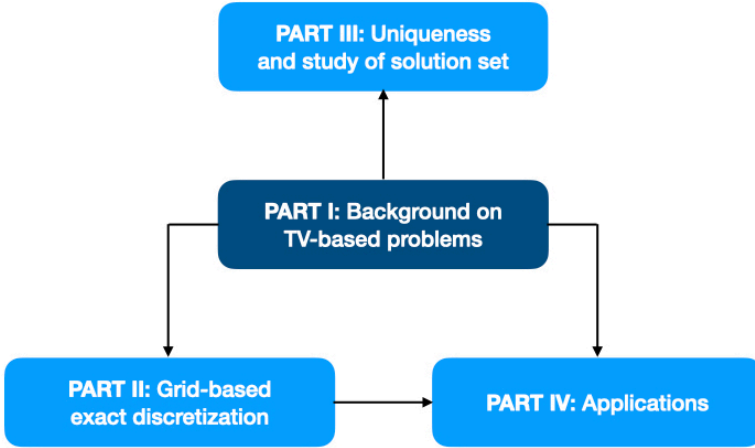 PART III: Uniqueness
and study of solution set
PART I: Background on
TV-based problems
PART II: Grid-based
exact discretization
PART IV: Applications